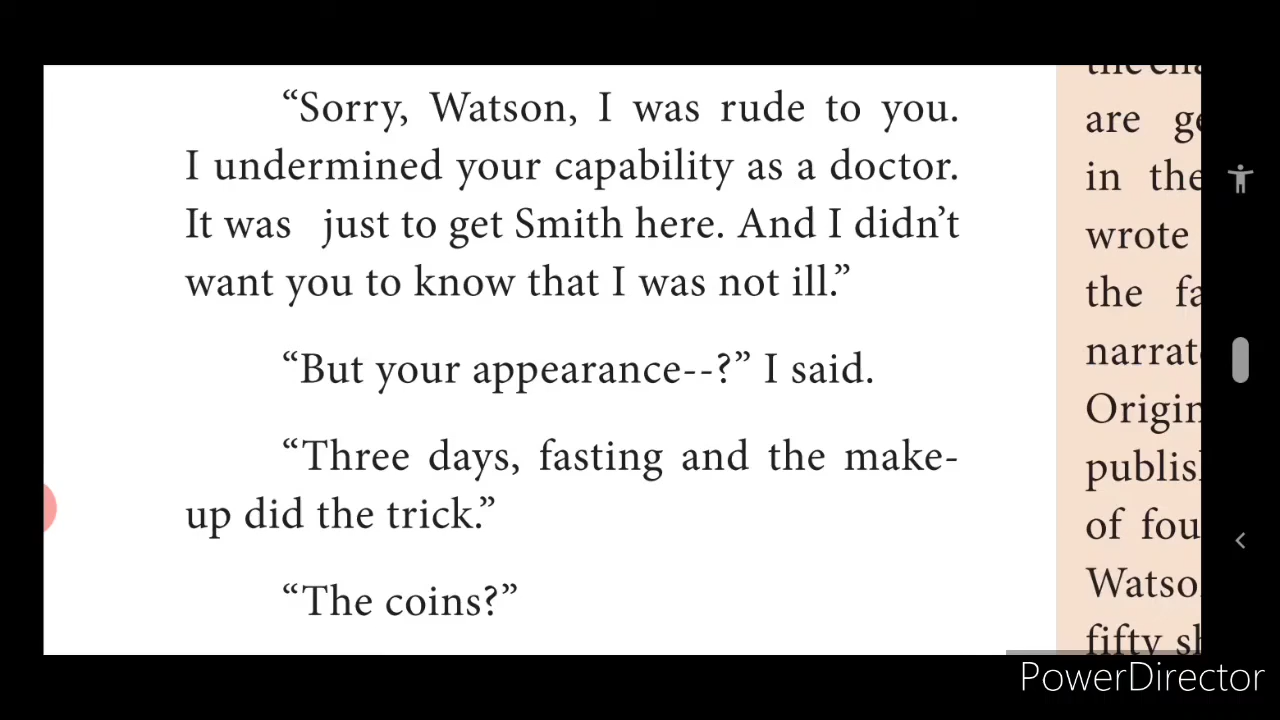 “Sorry, Watson, I was rude to you.
I undermined your capability as a doctor.
It was just to get Smith here. And I didn’t
want you to know that I was not ill.”
“But your appearance--?” I said.
“Three days, fasting and the make-
up did the trick.”
“The coins?”
are
in the
wrote
the
of
PowerDirector